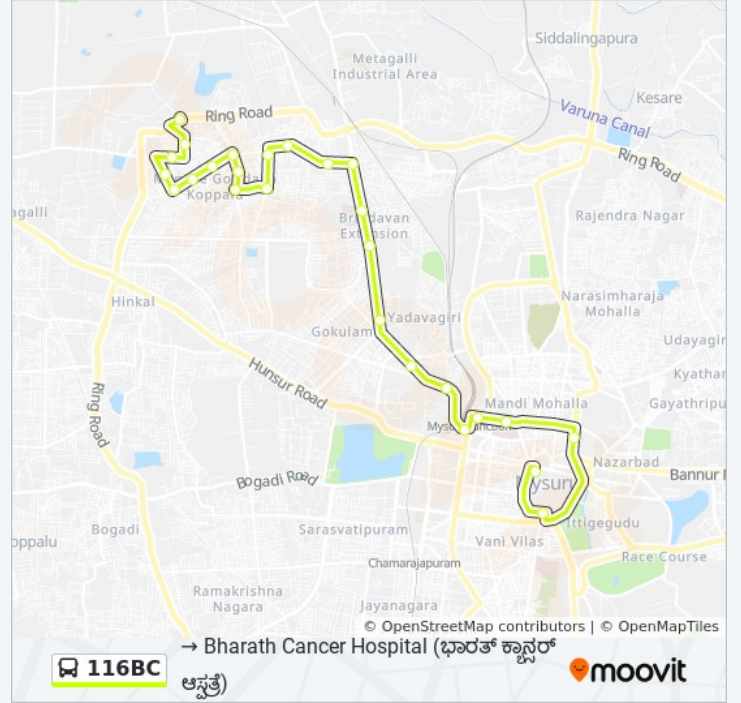 Siddalingapura
Metagalli
Industrial Area
Kesare
Varuna Canal
Ring Road
Ring Road
Koppalu
Rajendra Nagar
agalli
Extension
Hinkal
Narasimharaja
Mohalla
Yadavagiri
Gokulam
Udayagir
Hunsur Road
Kyathar
Ring Road
Mandi Mohalla
Gayathripu
Nazarbad
Bogadi Road
Mysuru
Bannur
oppalu
Bogadi
Sarasvatipuram
Ittigegudu
Vani Vilas
Race Course
Chamarajapuram
Ramakrishna
Nagara
Jayanagara
© OpenStreetMap contributors | © OpenMapTiles
116BC
→ Bharath Cancer Hospital (ಭಾರತ್ ಕ್ಯಾನ್ಸರ್
ಆಸ್ಪತ್ರೆ)
moovit